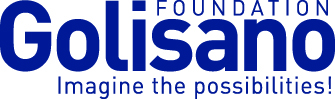 FOUNDATION
Golisano
Imagine the possibilities!